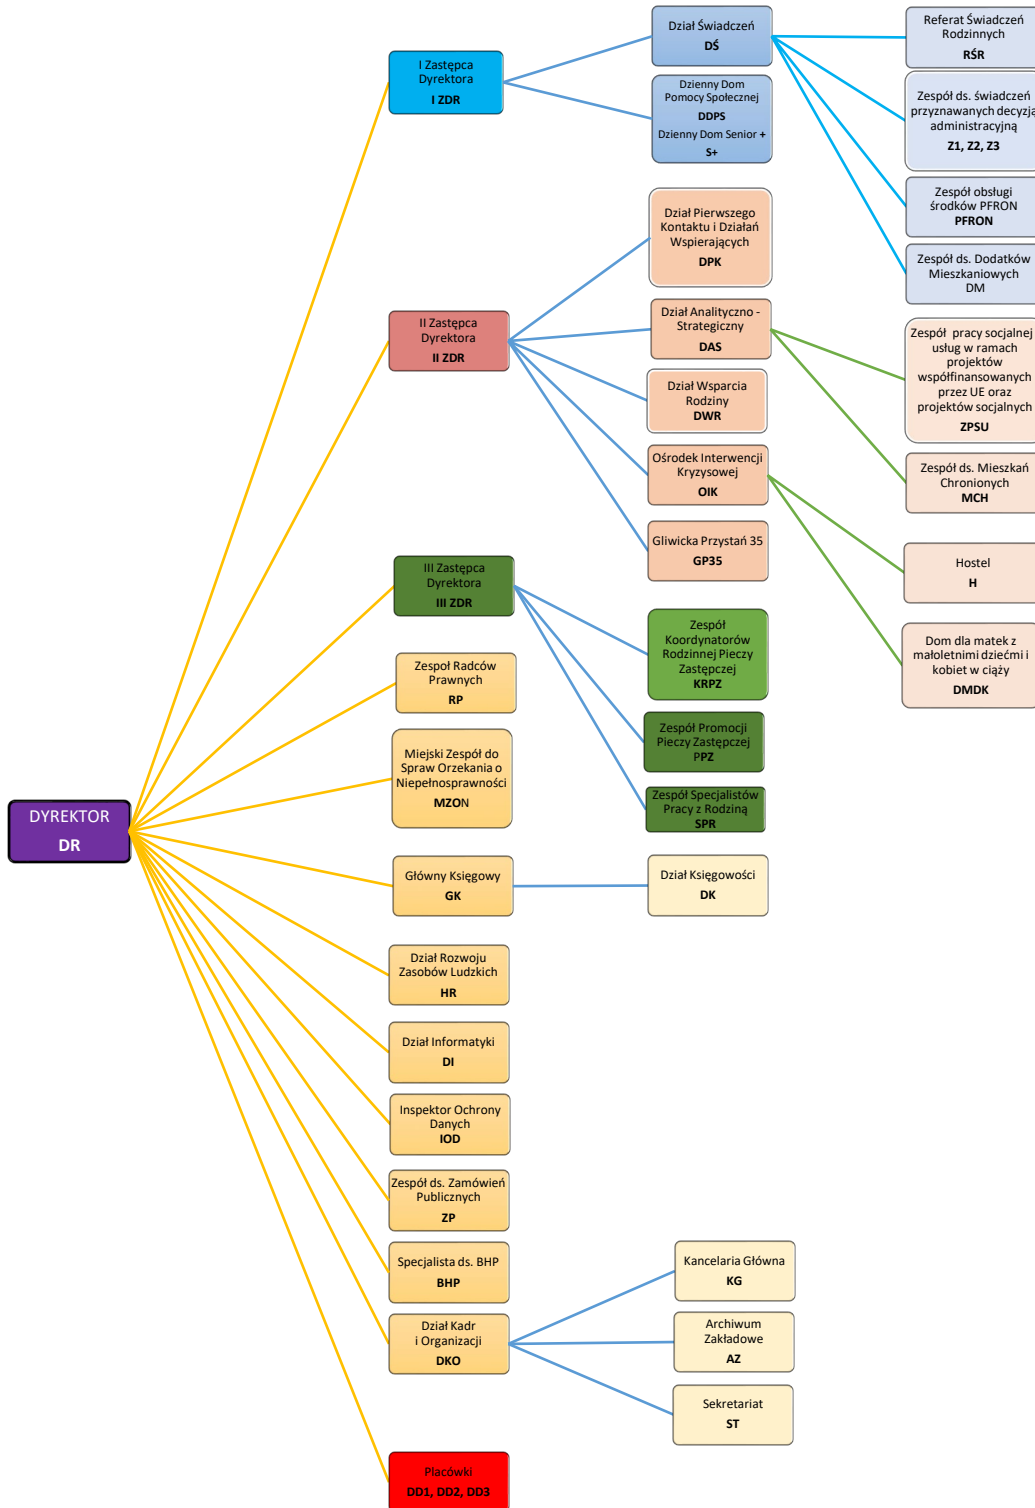 DYREKTOR
DR
I Zastępca
Dyrektora
I ZDR
Dział Świadczeń
DŚ
Dzienny Dom
Pomocy Społecznej
DDPS
Dzienny Dom Senior +
S+
Referat Świadczeń
Rodzinnych
RŚR
Zespół ds. świadczeń
przyznawanych decyzją
administracyjną
Z1, Z2, Z3
Zespół obsługi
środków PFRON
PFRON
Zespół ds. Dodatków
Mieszkaniowych
DM
II Zastępca
Dyrektora
II ZDR
Dział Pierwszego
Kontaktu i Działań
Wspierających
DPK
Dział Analityczno -
Strategiczny
DAS
Dział Wsparcia
Rodziny
DWR
Ośrodek Interwencji
Kryzysowej
OIK
Gliwicka Przystań 35
GP35
Zespół pracy socjalnej
usług w ramach
projektów
współfinansowanych
przez UE oraz
projektów socjalnych
ZPSU
Zespół ds. Mieszkań
Chronionych
MCH
Hostel
H
Dom dla matek z
małoletnimi dziećmi i
kobiet w ciąży
DMDK
III Zastępca
Dyrektora
III ZDR
Zespół
Koordynatorów
Rodzinnej Pieczy
Zastępczej
KRPZ
Zespół Promocji
Pieczy Zastępczej
PPZ
Zespół Specjalistów
Pracy z Rodziną
SPR
Zespoł Radców
Prawnych
RP
Miejski Zespół do
Spraw Orzekania o
Niepełnosprawności
MZON
Główny Księgowy
GK
Dział Księgowości
DK
Dział Rozwoju
Zasobów Ludzkich
HR
Dział Informatyki
DI
Inspektor Ochrony
Danych
IOD
Zespół ds. Zamówień
Publicznych
ZP
Specjalista ds. BHP
BHP
Dział Kadr
i Organizacji
DKO
Kancelaria Główna
KG
Archiwum
Zakładowe
AZ
Sekretariat
ST
Placówki
DD1, DD2, DD3